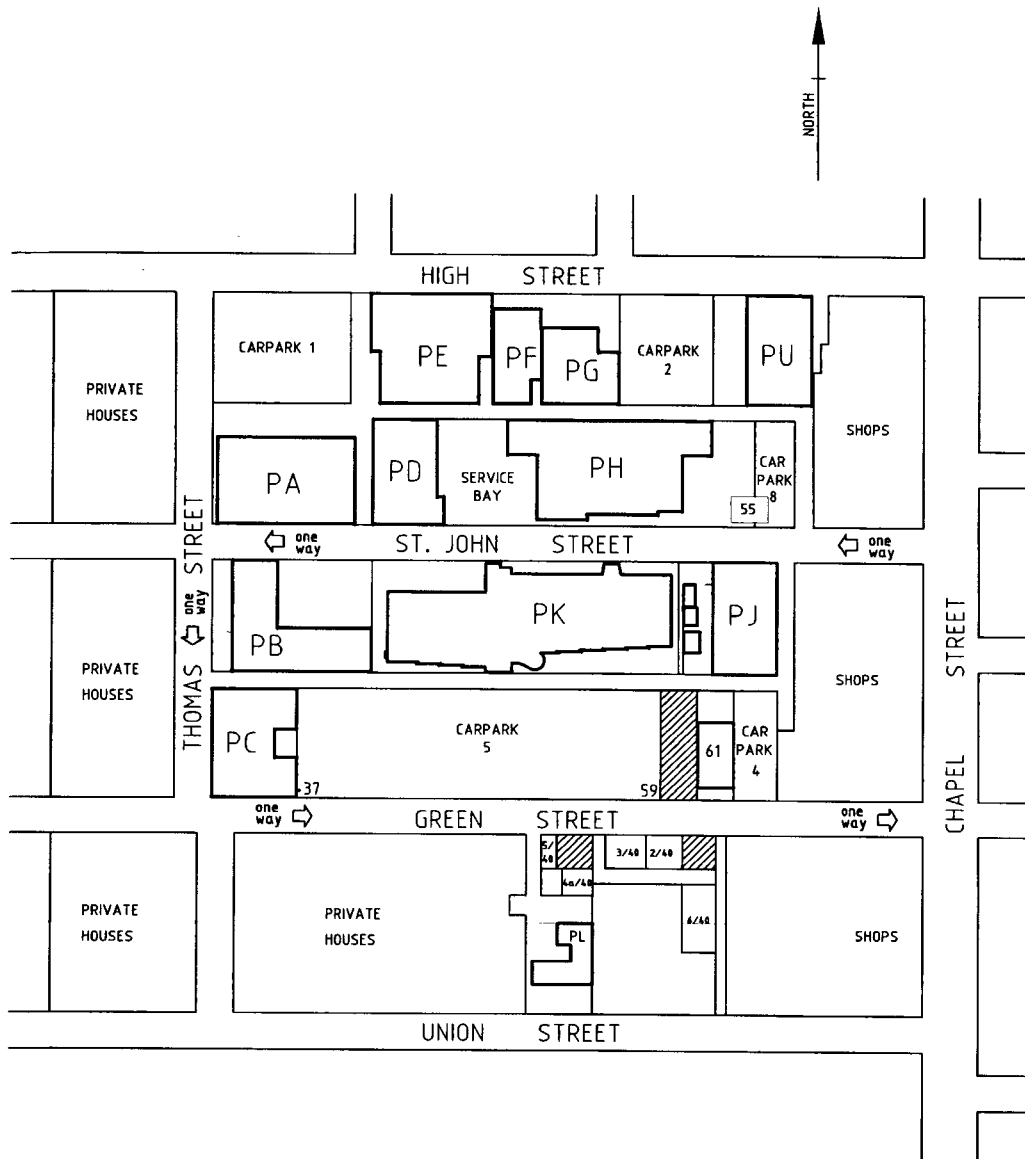 NORTH
HIGH STREET
CARPARK 1
PE
PF
PG
CARPARK
2
PU
PRIVATE
HOUSES
SHOPS
PA
PD
SERVICE
BAY
PH
CAR
PARK
8
55
THOMAS STREET
one
way
ST. JOHN STREET
one
way
one way
PB
PK
PJ
PRIVATE
HOUSES
SHOPS
CHAPEL STREET
PC
CARPARK
5
37
59
61
CAR
PARK
4
one
way
GREEN STREET
one
way
5/
40
3/40
2/40
4a/40
6/40
PRIVATE
HOUSES
PRIVATE
HOUSES
PL
SHOPS
UNION STREET